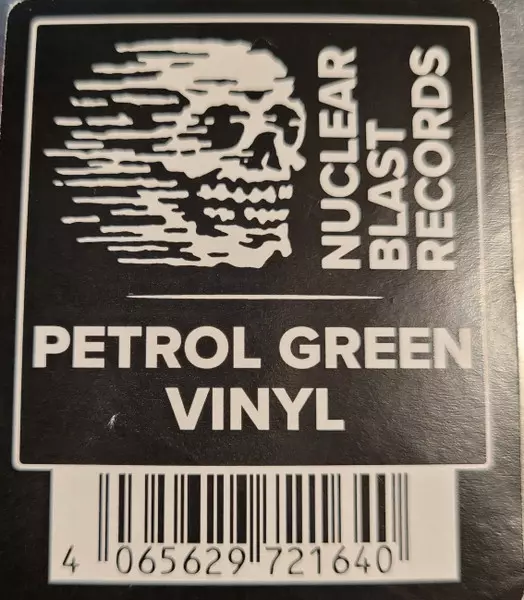 NUCLEAR
BLAST
RECORDS
PETROL GREEN
VINYL
4 065629 721640